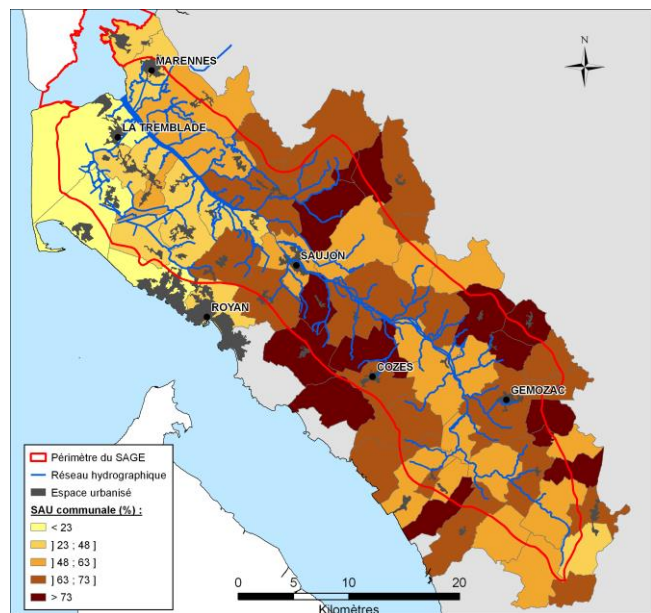 N
MARENNES
LA TREMBLADE
SAUJON
ROYAN
COZES
GEMOZAC
Périmètre du SAGE
Réseau hydrographique
Espace urbanisé
SAU communale (%) :
< 23
] 23 ; 48 ]
] 48 ; 63 ]
] 63 ; 73 ]
> 73
0 5 10 20
Kilomètres